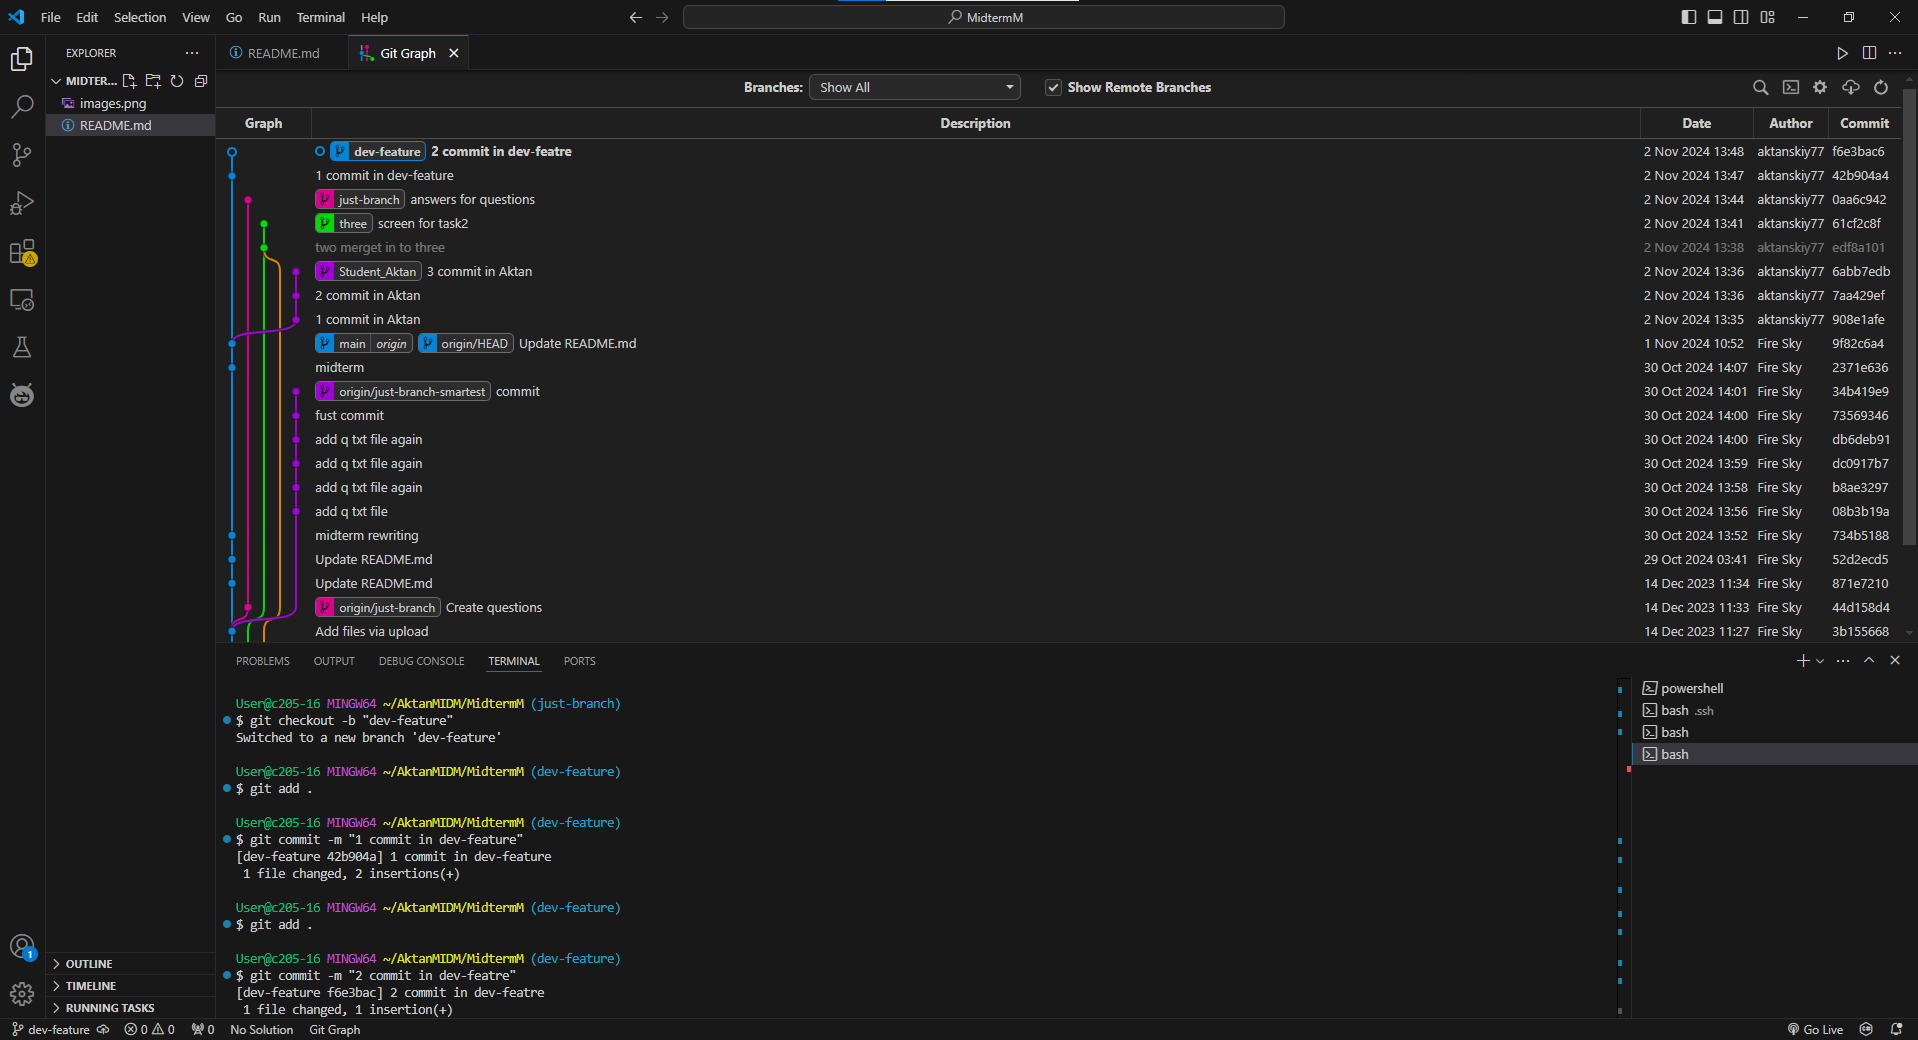 File Edit Selection View Go Run Terminal Help
MidtermM
EXPLORER
MIDTER...
images.png
README.md
README.md
Git Graph
Branches: Show All
Show Remote Branches
Graph Description Date Author Commit
dev-feature 2 commit in dev-featre 2 Nov 2024 13:48 aktanskiy77 f6e3bac6
1 commit in dev-feature 2 Nov 2024 13:47 aktanskiy77 42b904a4
just-branch answers for questions 2 Nov 2024 13:44 aktanskiy77 0aa6c942
three screen for task2 2 Nov 2024 13:41 aktanskiy77 61cf2c8f
two merget in to three 2 Nov 2024 13:38 aktanskiy77 edf8a101
Student_Aktan 3 commit in Aktan 2 Nov 2024 13:36 aktanskiy77 6abb7edb
2 commit in Aktan 2 Nov 2024 13:36 aktanskiy77 7aa429ef
1 commit in Aktan 2 Nov 2024 13:35 aktanskiy77 908e1afe
main origin origin/HEAD Update README.md 1 Nov 2024 10:52 Fire Sky 9f82c6a4
midterm 30 Oct 2024 14:07 Fire Sky 2371e636
origin/just-branch-smartest commit 30 Oct 2024 14:01 Fire Sky 34b419e9
fust commit 30 Oct 2024 14:00 Fire Sky 73569346
add q txt file again 30 Oct 2024 14:00 Fire Sky db6deb91
add q txt file again 30 Oct 2024 13:59 Fire Sky dc0917b7
add q txt file again 30 Oct 2024 13:58 Fire Sky b8ae3297
add q txt file 30 Oct 2024 13:56 Fire Sky 08b3b19a
midterm rewriting 30 Oct 2024 13:52 Fire Sky 734b5188
Update README.md 29 Oct 2024 03:41 Fire Sky 52d2ecd5
Update README.md 14 Dec 2023 11:34 Fire Sky 871e7210
origin/just-branch Create questions 14 Dec 2023 11:33 Fire Sky 44d158d4
Add files via upload 14 Dec 2023 11:27 Fire Sky 3b155668
PROBLEMS OUTPUT DEBUG CONSOLE TERMINAL PORTS
User@c205-16 MINGW64 ~/AktanMIDM/MidtermM (just-branch)
$ git checkout -b "dev-feature"
Switched to a new branch 'dev-feature'
User@c205-16 MINGW64 ~/AktanMIDM/MidtermM (dev-feature)
$ git add .
User@c205-16 MINGW64 ~/AktanMIDM/MidtermM (dev-feature)
$ git commit -m "1 commit in dev-feature"
[dev-feature 42b904a] 1 commit in dev-feature
1 file changed, 2 insertions(+)
User@c205-16 MINGW64 ~/AktanMIDM/MidtermM (dev-feature)
$ git add .
User@c205-16 MINGW64 ~/AktanMIDM/MidtermM (dev-feature)
$ git commit -m "2 commit in dev-featre"
[dev-feature f6e3bac] 2 commit in dev-featre
1 file changed, 1 insertion(+)
powershell
bash .ssh
bash
bash
1
OUTLINE
TIMELINE
RUNNING TASKS
dev-feature 0 0 0 No Solution Git Graph Go Live